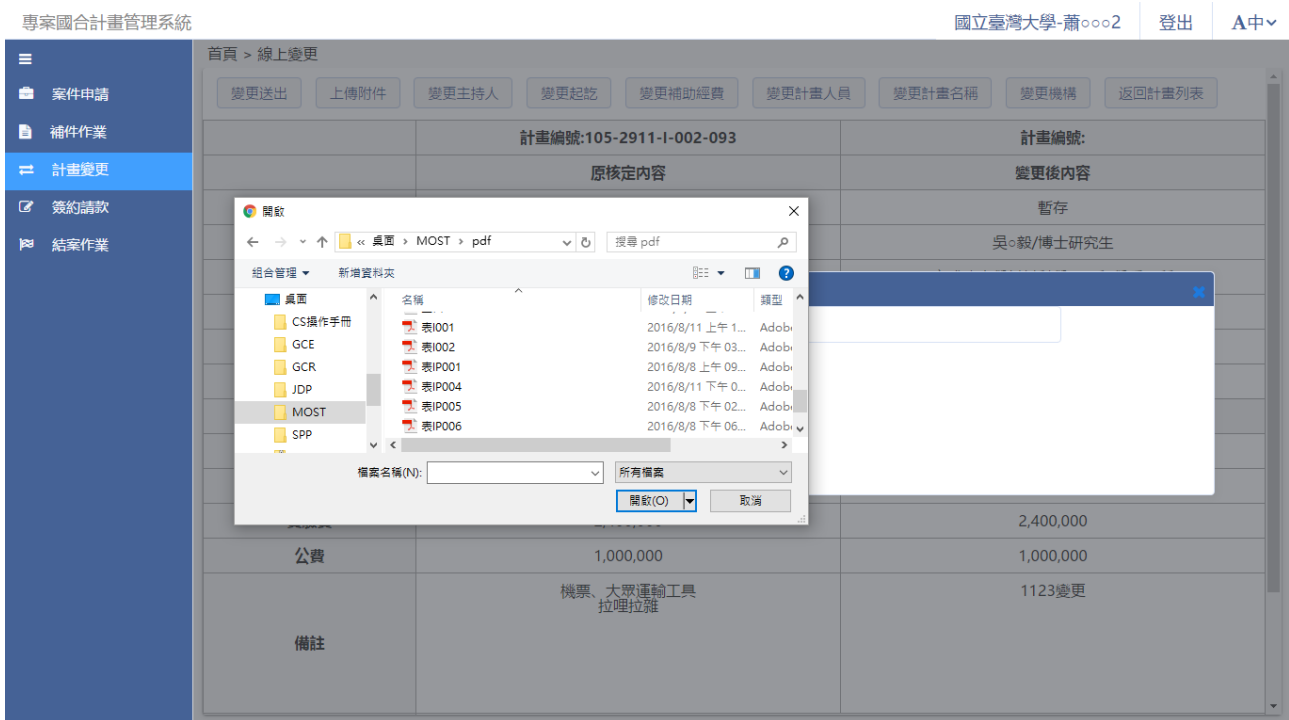 專案國合計畫管理系統
國立臺灣大學-蕭○○○2 登出 A中
首頁 > 線上變更
案件申請
補件作業
計畫變更
簽約請款
結案作業
變更送出 上傳附件 變更主持人 變更起訖 變更補助經費 變更計畫人員 變更計畫名稱 變更機構 返回計畫列表
計畫編號:105-2911-I-002-093 計畫編號:
原核定內容 變更後內容
暫存
吳○毅/博士研究生
開啟
« 桌面 › MOST › pdf 搜尋 pdf
組合管理 新增資料夾
桌面
CS操作手冊
GCE
GCR
JDP
MOST
SPP
名稱 修改日期 類型
表I001 2016/8/11 上午 1... Adob
表I002 2016/8/9 下午 03... Adob
表IP001 2016/8/8 上午 09... Adob
表IP004 2016/8/11 下午 0... Adob
表IP005 2016/8/8 下午 02... Adob
表IP006 2016/8/8 下午 06... Adob
檔案名稱(N): 所有檔案
開啟(O) 取消
2,400,000
公費 1,000,000 1,000,000
機票、大眾運輸工具 1123變更
拉哩拉雜
備註